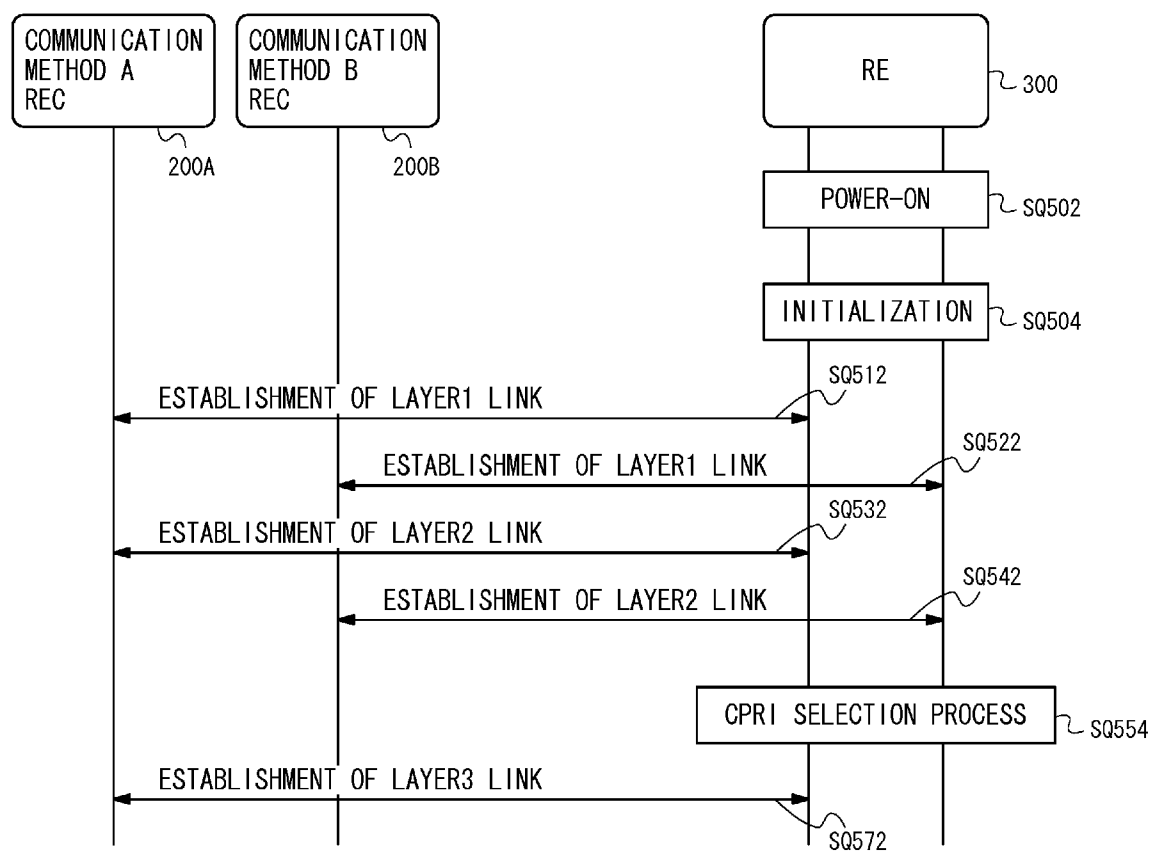 COMMUNICATION
METHOD A
REC
200A
COMMUNICATION
METHOD B
REC
200B
RE
300
POWER-ON
SQ502
INITIALIZATION
SQ504
ESTABLISHMENT OF LAYER1 LINK
SQ512
ESTABLISHMENT OF LAYER1 LINK
SQ522
ESTABLISHMENT OF LAYER2 LINK
SQ532
ESTABLISHMENT OF LAYER2 LINK
SQ542
CPRI SELECTION PROCESS
SQ554
ESTABLISHMENT OF LAYER3 LINK
SQ572